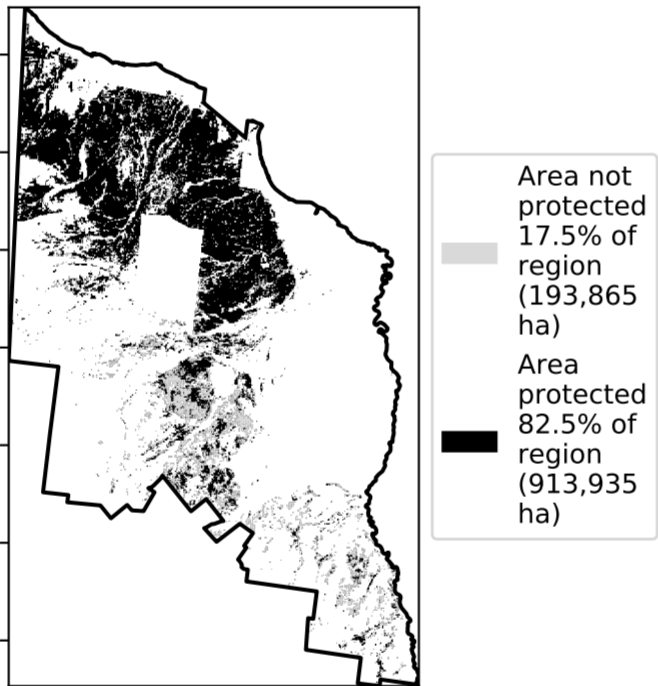 Area not
protected
17.5% of
region
(193,865
ha)
Area
protected
82.5% of
region
(913,935
ha)